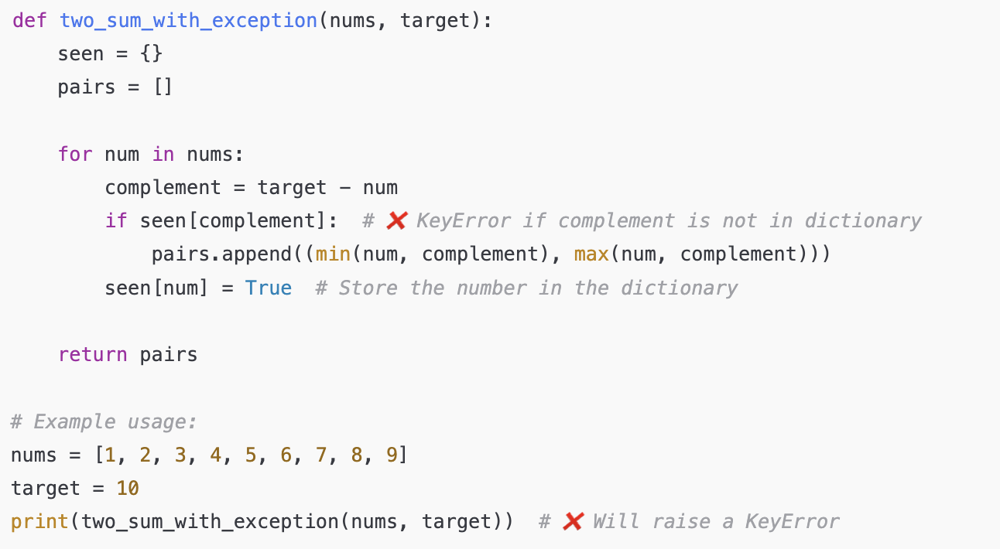 def two_sum_with_exception(nums, target):
    seen = {}
    pairs = []

    for num in nums:
        complement = target - num
        if seen[complement]:  # ❌ KeyError if complement is not in dictionary
            pairs.append((min(num, complement), max(num, complement)))
        seen[num] = True  # Store the number in the dictionary

    return pairs

# Example usage:
nums = [1, 2, 3, 4, 5, 6, 7, 8, 9]
target = 10
print(two_sum_with_exception(nums, target))  # ❌ Will raise a KeyError